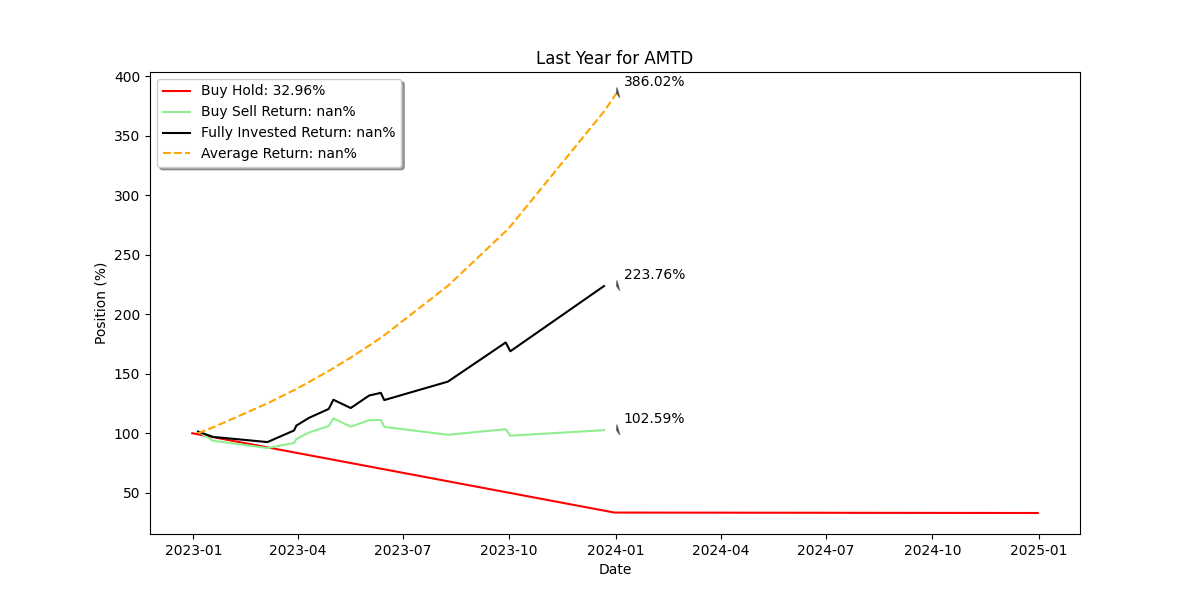 Last Year for AMTD
400
350
300
250
200
150
100
50
Position (%)
Buy Hold: 32.96%
Buy Sell Return: nan%
Fully Invested Return: nan%
Average Return: nan%
386.02%
223.76%
102.59%
2023-01
2023-04
2023-07
2023-10
2024-01
2024-04
2024-07
2024-10
2025-01
Date